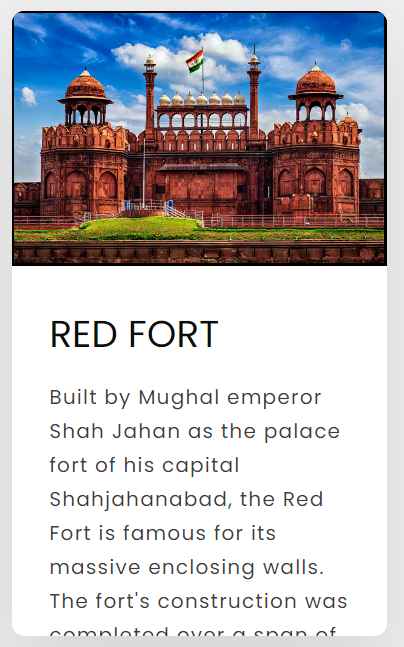 RED FORT
Built by Mughal emperor
Shah Jahan as the palace
fort of his capital
Shahjahanabad, the Red
Fort is famous for its
massive enclosing walls.
The fort's construction was
completed over a span of